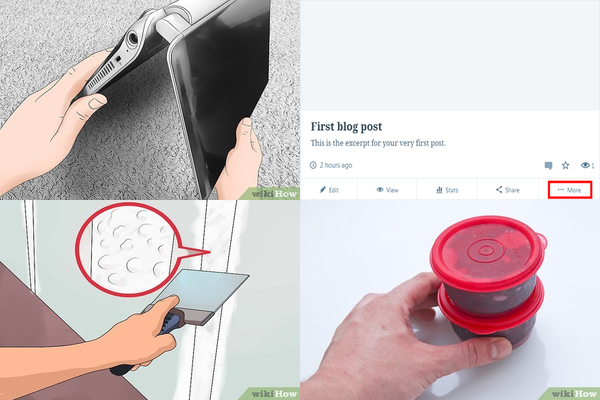 wikiHow
First blog post
This is the excerpt for your very first post.
2 hours ago
1
Edit
View
Stats
Share
More
wikiHow
wikiHow